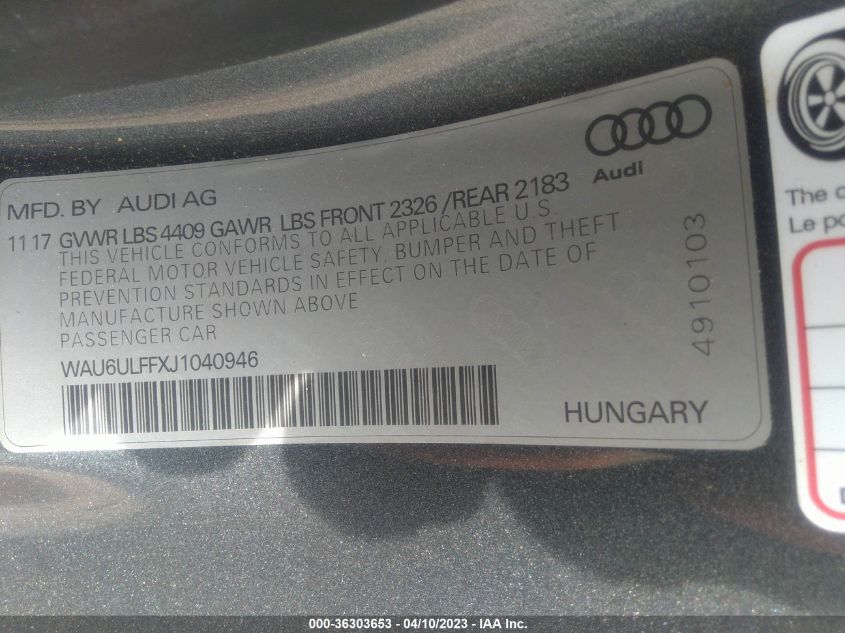 MFD. BY AUDI AG
11 17 GVWR LBS 4409 GAWR LBS FRONT 2326 /REAR 2183
THIS VEHICLE CONFORMS TO ALL APPLICABLE U.S.
FEDERAL MOTOR VEHICLE SAFETY, BUMPER AND THEFT
PREVENTION STANDARDS IN EFFECT ON THE DATE OF
MANUFACTURE SHOWN ABOVE
PASSENGER CAR
WAU6ULFFXJ1040946
Audi
4910103
HUNGARY
The
Le
000-36303653 - 04/10/2023 - © IAA Inc.